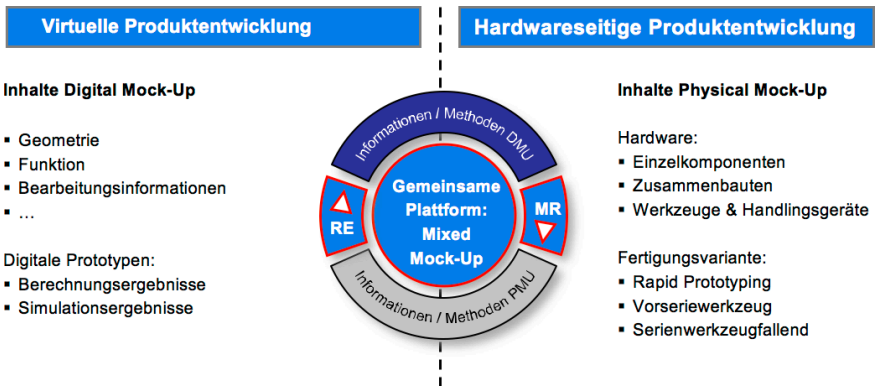 Virtuelle Produktentwicklung
Hardwareseitige Produktentwicklung
Inhalte Digital Mock-Up
▪ Geometrie
▪ Funktion
▪ Bearbeitungsinformationen
▪ …
Digitale Prototypen:
▪ Berechnungsergebnisse
▪ Simulationsergebnisse
Informationen / Methoden DMU
Gemeinsame
Plattform:
Mixed
Mock-Up
RE
MR
Informationen / Methoden PMU
Inhalte Physical Mock-Up
Hardware:
▪ Einzelkomponenten
▪ Zusammenbauten
▪ Werkzeuge & Handlingsgeräte
Fertigungsvariante:
▪ Rapid Prototyping
▪ Vorseriewerkzeug
▪ Serienwerkzeugfallend